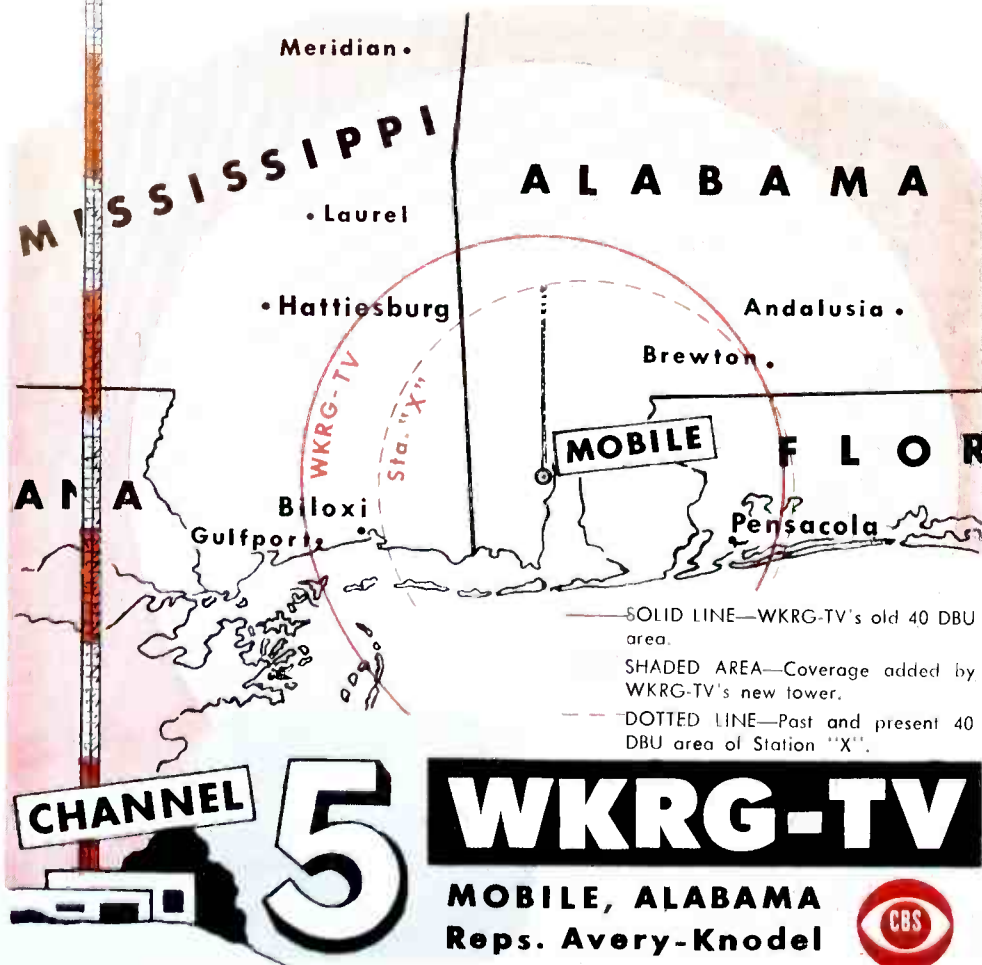 Meridian
MISSISSIPPI
ALABAMA
Laurel
Hattiesburg
Andalusia
Brewton
WKRG-TV
Sta. "X"
MOBILE
FLOR
ANA
Biloxi
Gulfport
Pensacola
SOLID LINE—WKRG-TV's old 40 DBU
area.
SHADED AREA—Coverage added by
WKRG-TV's new tower.
DOTTED LINE—Past and present 40
DBU area of Station "X".
CHANNEL
5
WKRG-TV
MOBILE, ALABAMA
Reps. Avery-Knodel
CBS